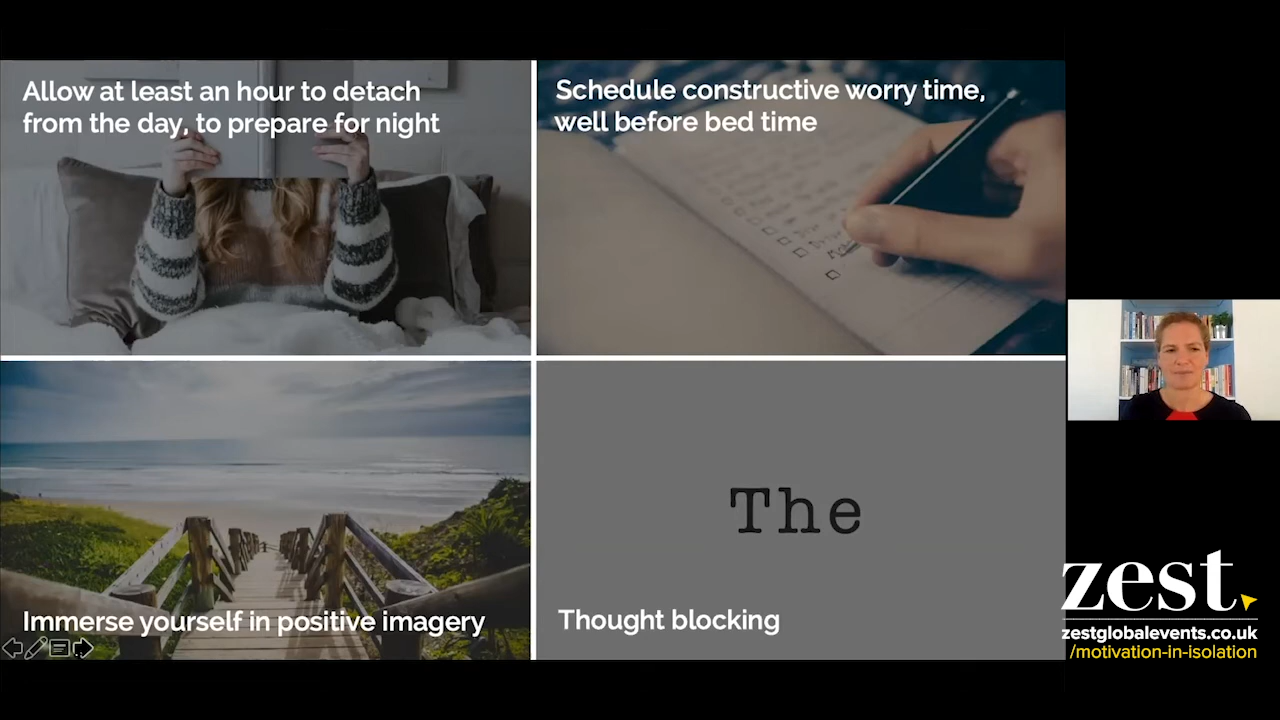 Allow at least an hour to detach
from the day, to prepare for night
Schedule constructive worry time,
well before bed time
Immerse yourself in positive imagery
The
Thought blocking
zest
zestglobalevents.co.uk
/motivation-in-isolation